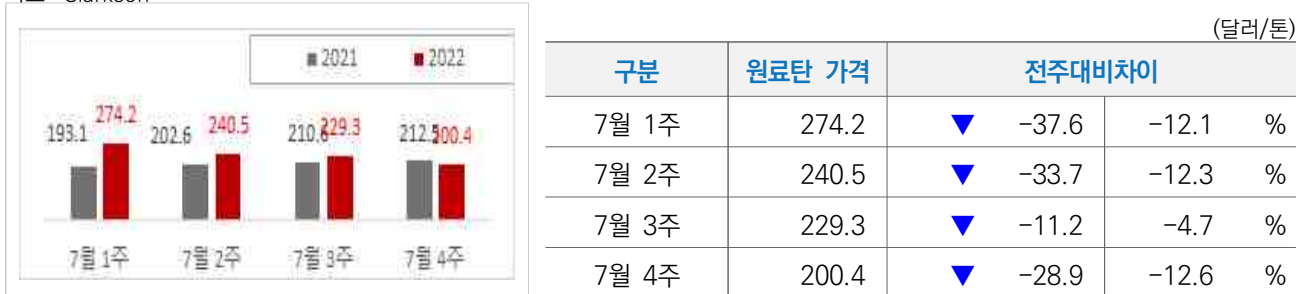 ■ 2021 ■ 2022
193.1 274.2 202.6 240.5 210.6 229.3 212.5 200.4
7월 1주 7월 2주 7월 3주 7월 4주
(달러/톤)
구분 원료탄 가격 전주대비차이
7월 1주 274.2 ▼ -37.6 -12.1 %
7월 2주 240.5 ▼ -33.7 -12.3 %
7월 3주 229.3 ▼ -11.2 -4.7 %
7월 4주 200.4 ▼ -28.9 -12.6 %